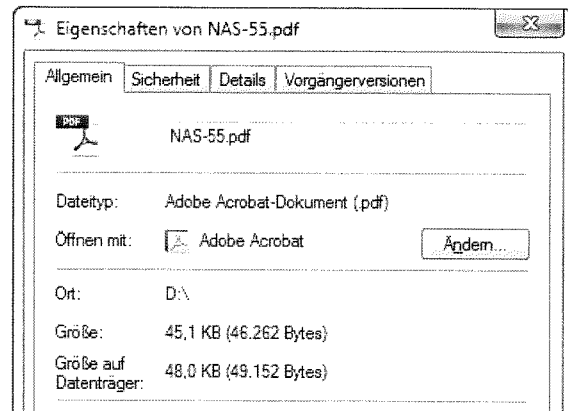 Eigenschaften von NAS-55.pdf
Allgemein Sicherheit Details Vorgängerversionen
PDF
NAS-55.pdf
Dateityp: Adobe Acrobat-Dokument (.pdf)
Öffnen mit: Adobe Acrobat Ändern...
Ort: D:\
Größe: 45,1 KB (46.262 Bytes)
Größe auf
Datenträger: 48,0 KB (49.152 Bytes)